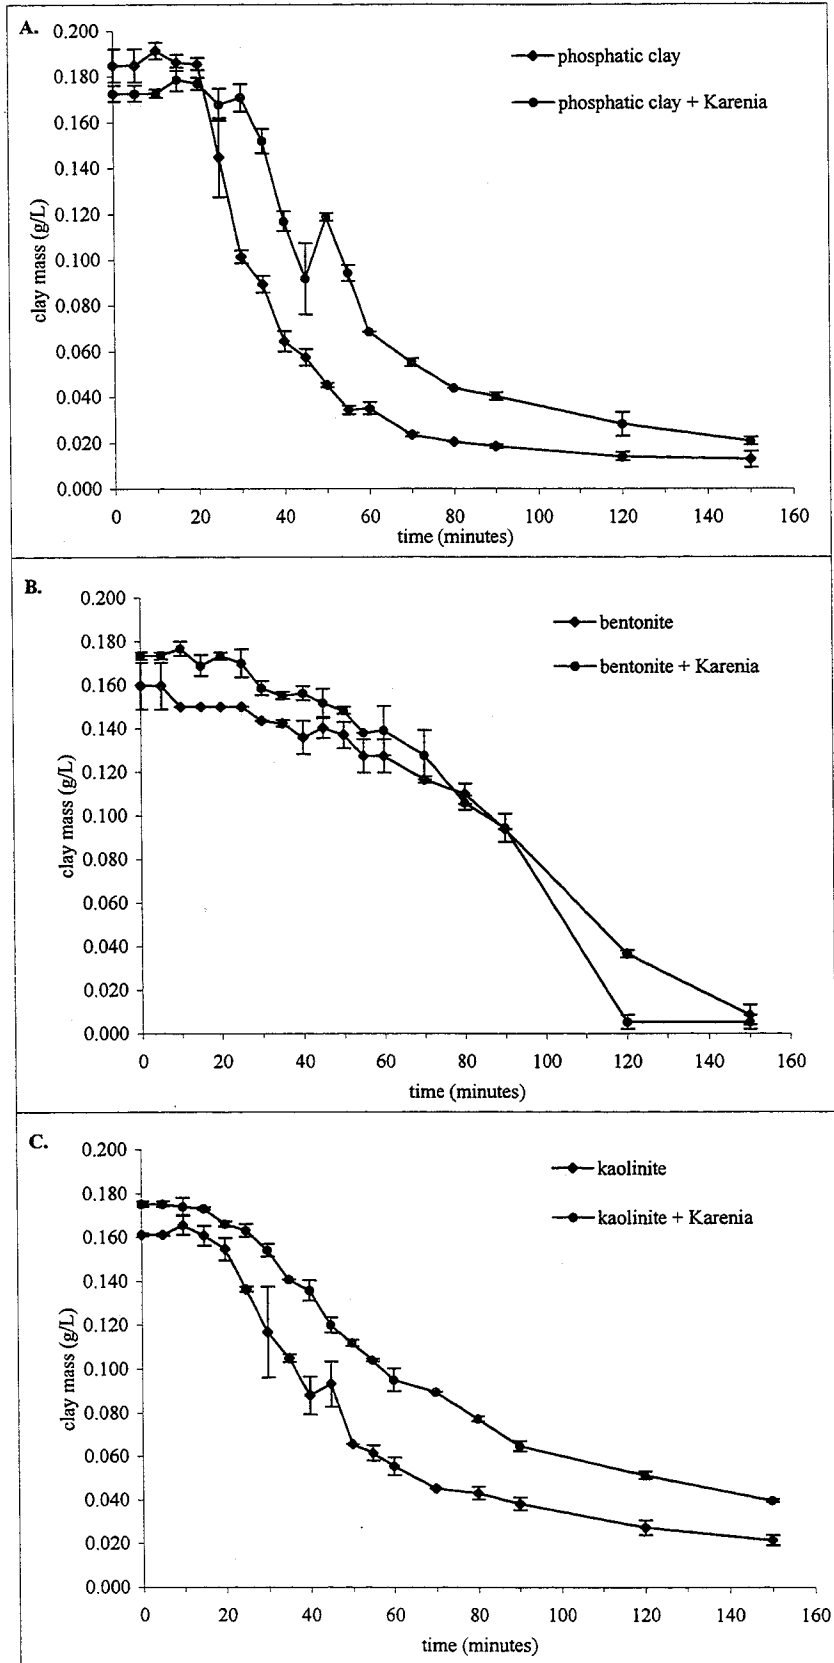 A.
0.200
0.180
0.160
0.140
0.120
0.100
0.080
0.060
0.040
0.020
0.000
clay mass (g/L)
phosphatic clay
phosphatic clay + Karenia
0 20 40 60 80 100 120 140 160
time (minutes)
B.
0.200
0.180
0.160
0.140
0.120
0.100
0.080
0.060
0.040
0.020
0.000
clay mass (g/L)
bentonite
bentonite + Karenia
0 20 40 60 80 100 120 140 160
time (minutes)
C.
0.200
0.180
0.160
0.140
0.120
0.100
0.080
0.060
0.040
0.020
0.000
clay mass (g/L)
kaolinite
kaolinite + Karenia
0 20 40 60 80 100 120 140 160
time (minutes)